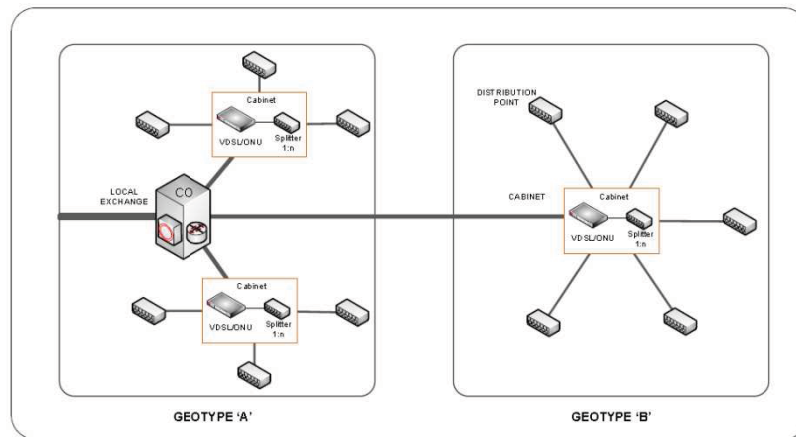 Cabinet
VDSL/ONU
Splitter
1:n
LOCAL
EXCHANGE
CO
Cabinet
VDSL/ONU
Splitter
1:n
GEOTYPE 'A'
DISTRIBUTION
POINT
CABINET
Cabinet
VDSL/ONU
Splitter
1:n
GEOTYPE 'B'